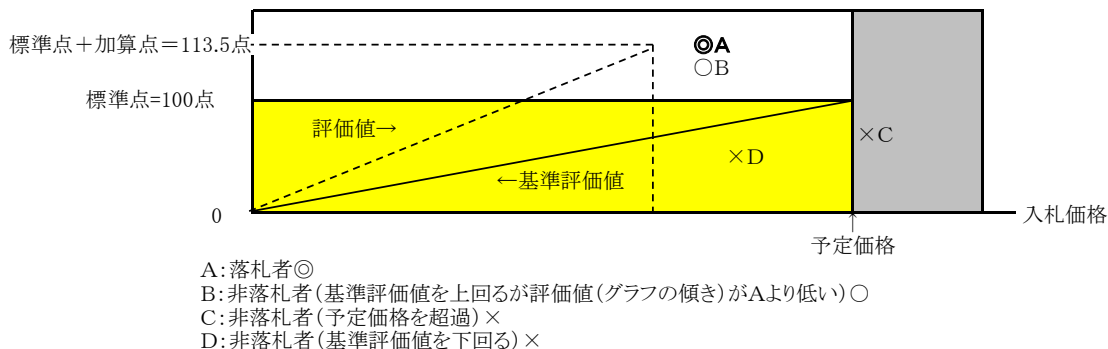 標準点＋加算点＝113.5点
◎A
○B
標準点=100点
評価値→
×C
×D
←基準評価値
0
入札価格
↑
予定価格
A：落札者◎
B：非落札者（基準評価値を上回るが評価値（グラフの傾き）がAより低い）○
C：非落札者（予定価格を超過）×
D：非落札者（基準評価値を下回る）×